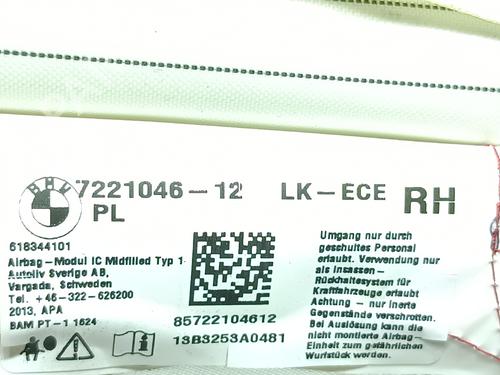 BMW
7221046-12 LK-ECE RH
PL
618344101
Airbag-Modul IC Midfilled Typ 1
Autoliv Sverige AB,
Vargada, Schweden
Tel. +46-322-626200
2013, APA
BAM PT-1 1624
85722104612
13B3253A0481
Umgang nur durch
geschultes Personal
erlaubt. Verwendung nur
als Insassen-
Rückhaltesystem für
Kraftfahrzeuge erlaubt
Achtung - nur inerte
Gegenstände verschrotten.
Bei Auslösung kann die
nicht montierte Airbag-
Einheit zum gefährlichen
Wurfstück werden.